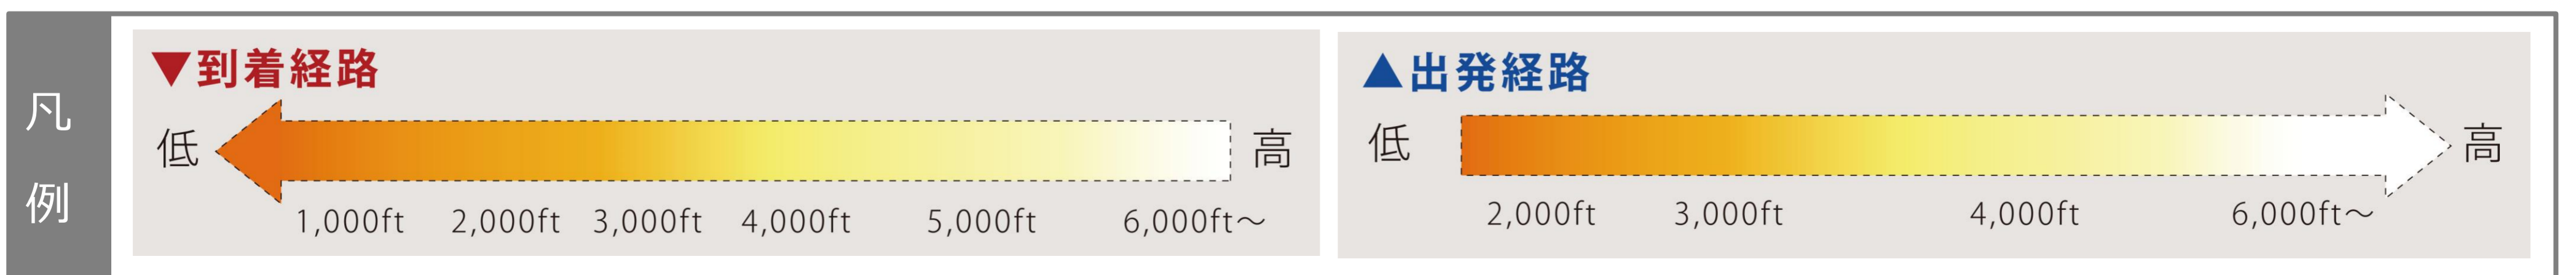 凡例
▼到着経路
低 高
1,000ft 2,000ft 3,000ft 4,000ft 5,000ft 6,000ft～
▲出発経路
低 高
2,000ft 3,000ft 4,000ft 6,000ft～